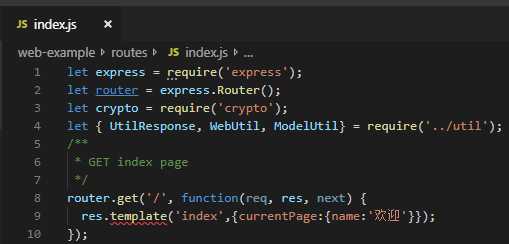 JS index.js ×
web-example > routes > JS index.js > ...
1 let express = require('express');
2 let router = express.Router();
3 let crypto = require('crypto');
4 let { UtilResponse, WebUtil, ModelUtil} = require('../util');
5 /**
6  * GET index page
7  */
8 router.get('/', function(req, res, next) {
9   res.template('index',{currentPage:{name:'欢迎'}});
10 });